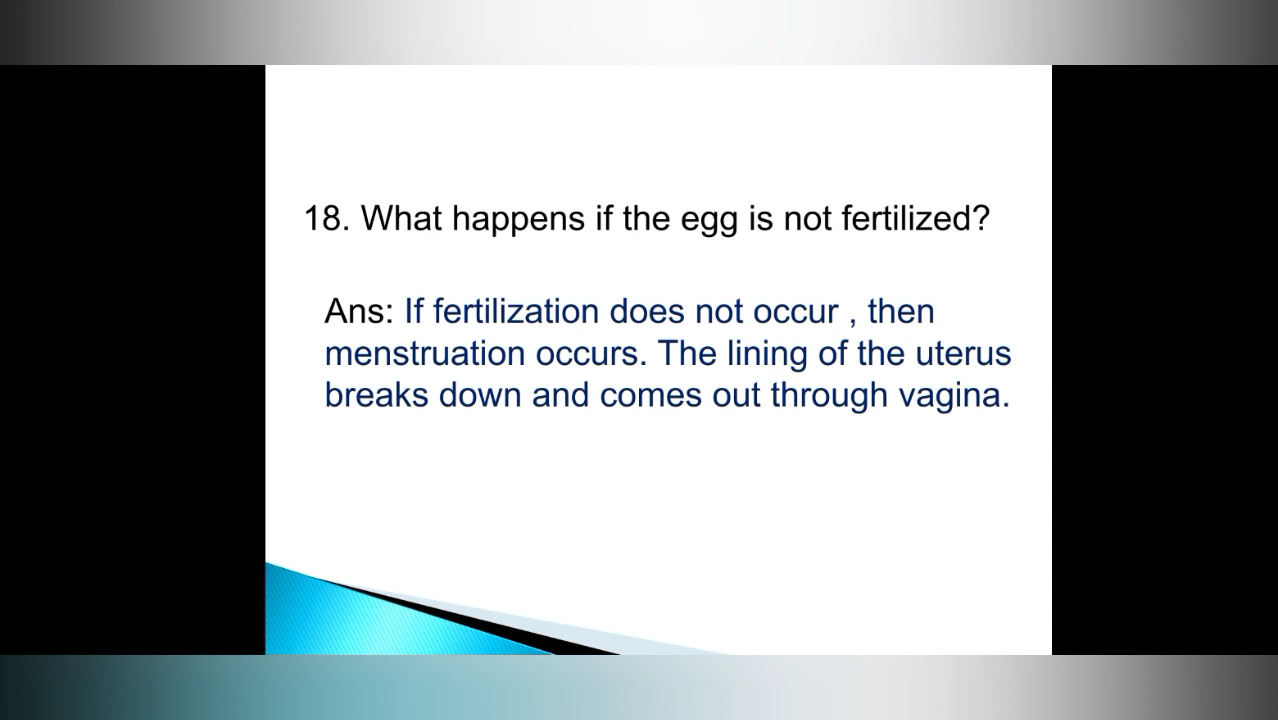 18. What happens if the egg is not fertilized?
Ans: If fertilization does not occur , then
menstruation occurs. The lining of the uterus
breaks down and comes out through vagina.